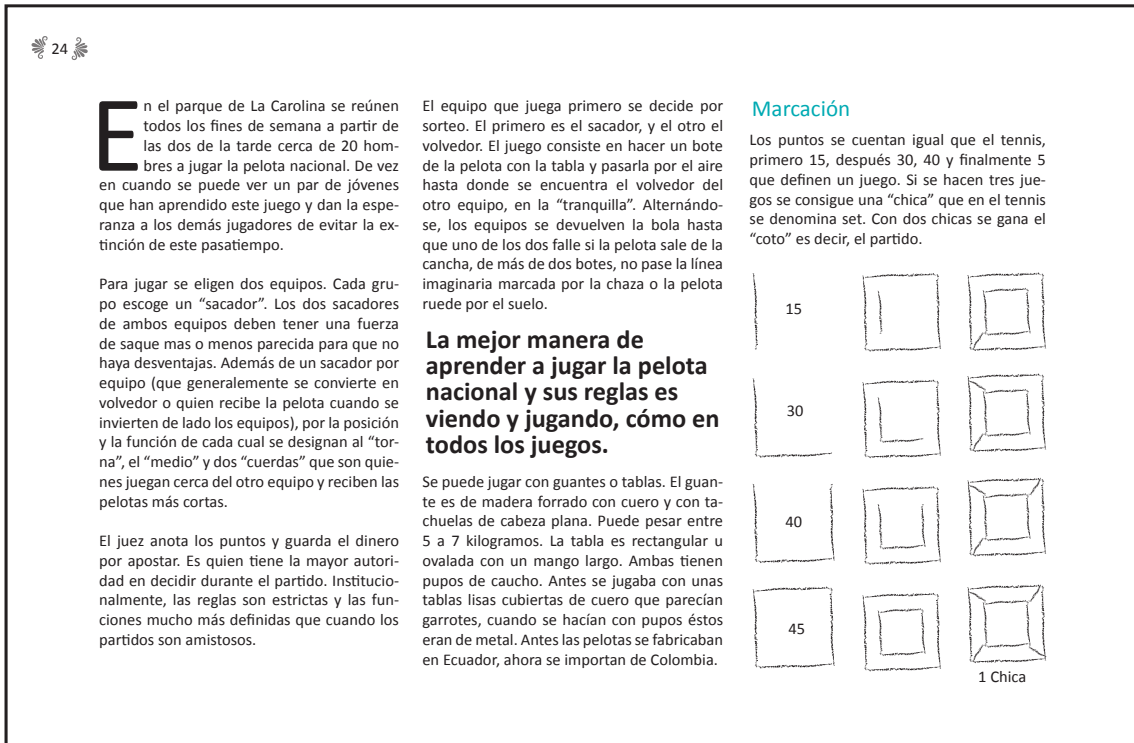 24
En el parque de La Carolina se reúnen
todos los fines de semana a partir de
las dos de la tarde cerca de 20 hom-
bres a jugar la pelota nacional. De vez
en cuando se puede ver un par de jóvenes
que han aprendido este juego y dan la espe-
ranza a los demás jugadores de evitar la ex-
tinción de este pasatiempo.
Para jugar se eligen dos equipos. Cada gru-
po escoge un “sacador”. Los dos sacadores
de ambos equipos deben tener una fuerza
de saque mas o menos parecida para que no
haya desventajas. Además de un sacador por
equipo (que generalmente se convierte en
volvedor o quien recibe la pelota cuando se
invierten de lado los equipos), por la posición
y la función de cada cual se designan al “tor-
na”, el “medio” y dos “cuerdas” que son quie-
nes juegan cerca del otro equipo y reciben las
pelotas más cortas.
El juez anota los puntos y guarda el dinero
por apostar. Es quien tiene la mayor autori-
dad en decidir durante el partido. Institucio-
nalmente, las reglas son estrictas y las fun-
ciones mucho más definidas que cuando los
partidos son amistosos.
El equipo que juega primero se decide por
sorteo. El primero es el sacador, y el otro el
volvedor. El juego consiste en hacer un bote
de la pelota con la tabla y pasarla por el aire
hasta donde se encuentra el volvedor del
otro equipo, en la “tranquilla”. Alternándo-
se, los equipos se devuelven la bola hasta
que uno de los dos falle si la pelota sale de la
cancha, de más de dos botes, no pase la línea
imaginaria marcada por la chaza o la pelota
ruede por el suelo.
La mejor manera de
aprender a jugar la pelota
nacional y sus reglas es
viendo y jugando, cómo en
todos los juegos.
Se puede jugar con guantes o tablas. El guan-
te es de madera forrado con cuero y con ta-
chuelas de cabeza plana. Puede pesar entre
5 a 7 kilogramos. La tabla es rectangular u
ovalada con un mango largo. Ambas tienen
pupos de caucho. Antes se jugaba con unas
tablas lisas cubiertas de cuero que parecían
garrotes, cuando se hacían con pupos éstos
eran de metal. Antes las pelotas se fabricaban
en Ecuador, ahora se importan de Colombia.
Marcación
Los puntos se cuentan igual que el tennis,
primero 15, después 30, 40 y finalmente 5
que definen un juego. Si se hacen tres jue-
gos se consigue una “chica” que en el tennis
se denomina set. Con dos chicas se gana el
“coto” es decir, el partido.
15
30
40
45
1 Chica